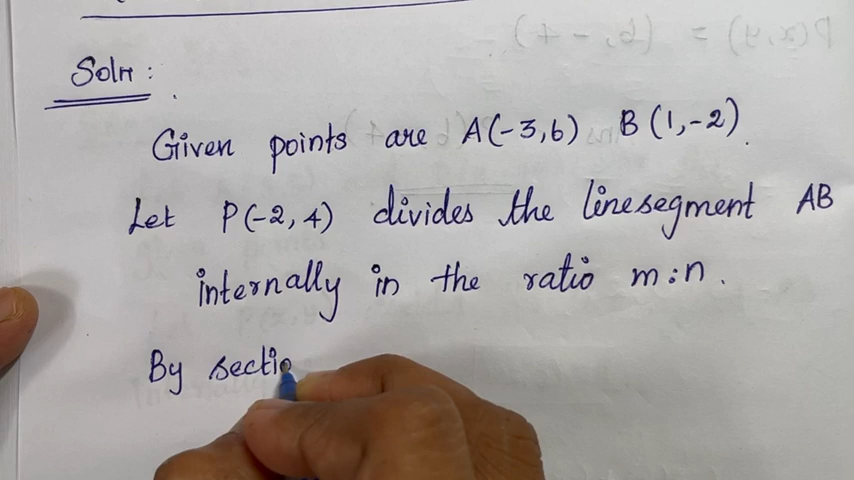 Soln :
Given points are A(-3,6) B(1,-2).
Let P(-2,4) divides the linesegment AB
internally in the ratio m:n.
By sectio